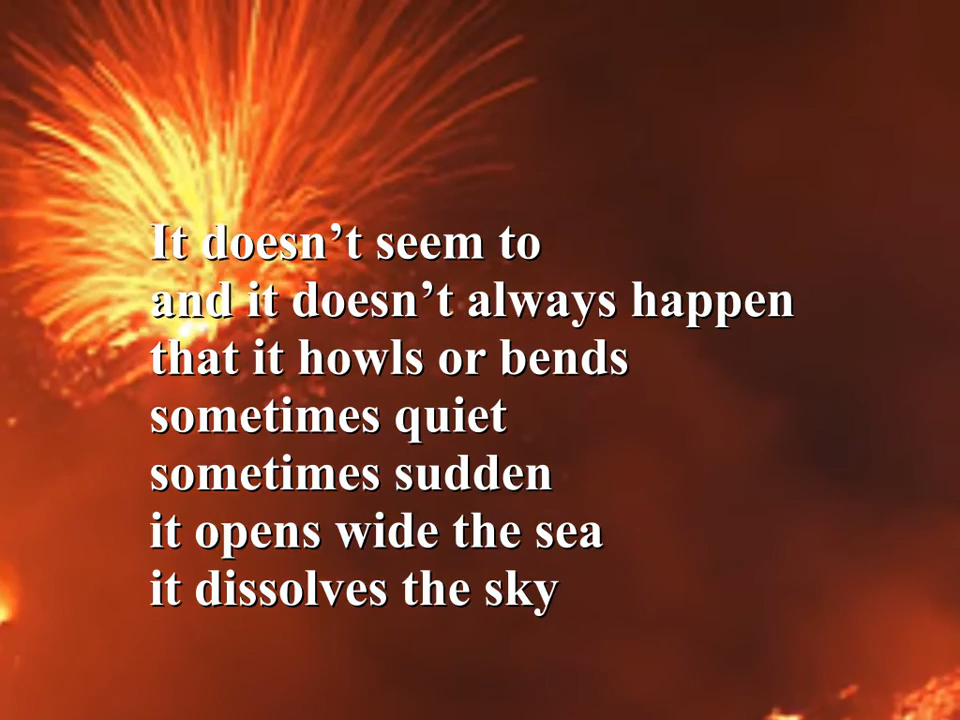 It doesn’t seem to
and it doesn’t always happen
that it howls or bends
sometimes quiet
sometimes sudden
it opens wide the sea
it dissolves the sky